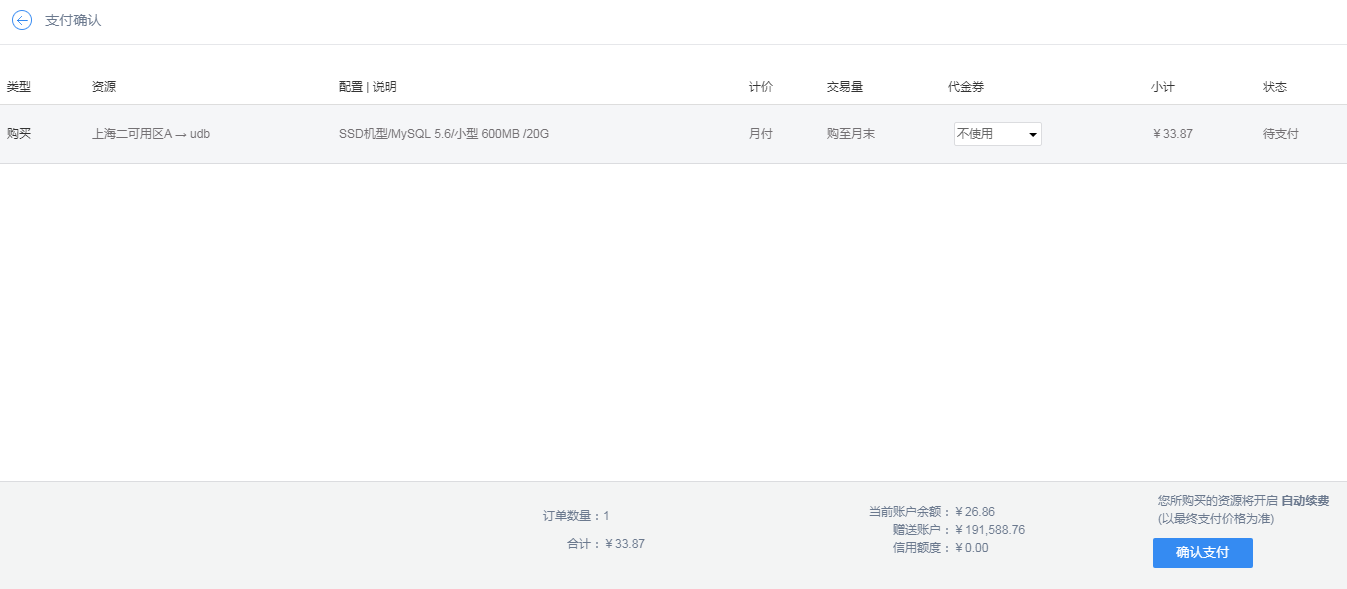 支付确认
类型 资源 配置 | 说明 计价 交易量 代金券 小计 状态
购买 上海二可用区A → udb SSD机型/MySQL 5.6/小型 600MB /20G 月付 购至月末 不使用 ¥ 33.87 待支付
订单数量：1
合计：¥ 33.87
当前账户余额：¥ 26.86
赠送账户：¥ 191,588.76
信用额度：¥ 0.00
您所购买的资源将开启 自动续费
(以最终支付价格为准)
确认支付